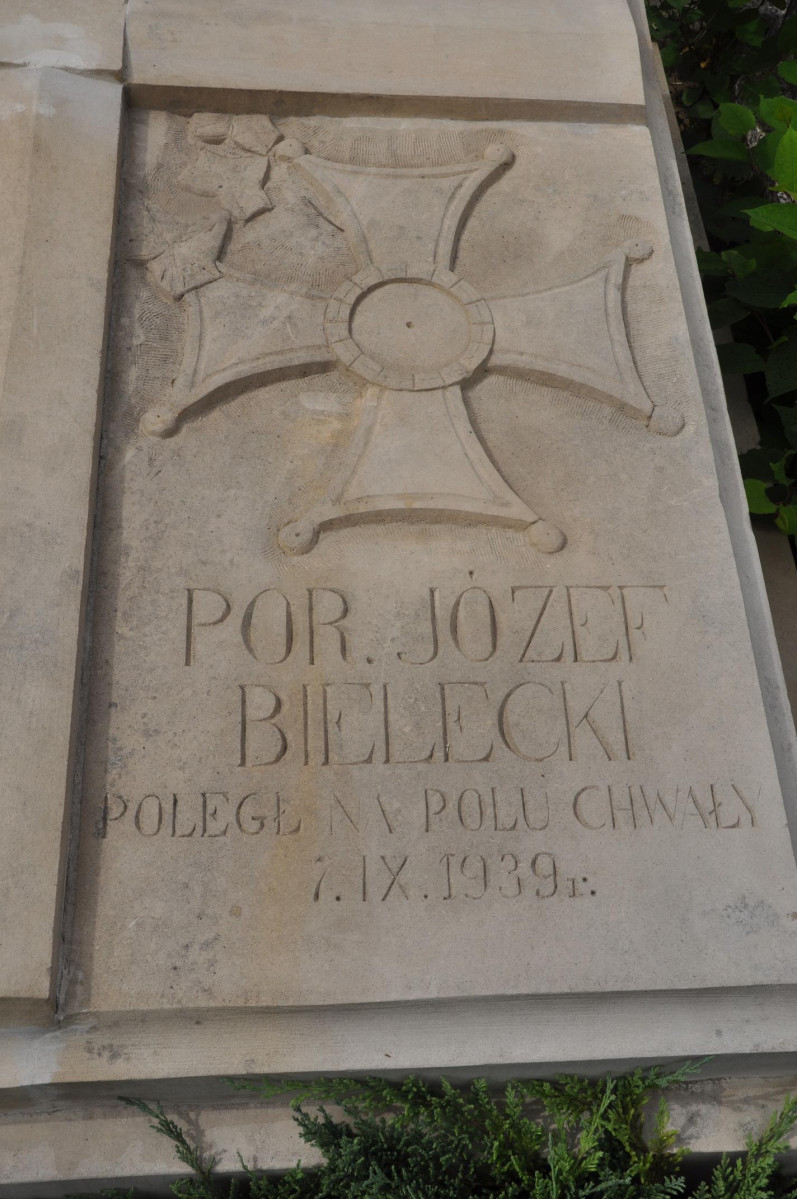 POR. JÓZEF
BIELECKI
POLEGŁ NA POLU CHWAŁY
7.IX.1939 r.